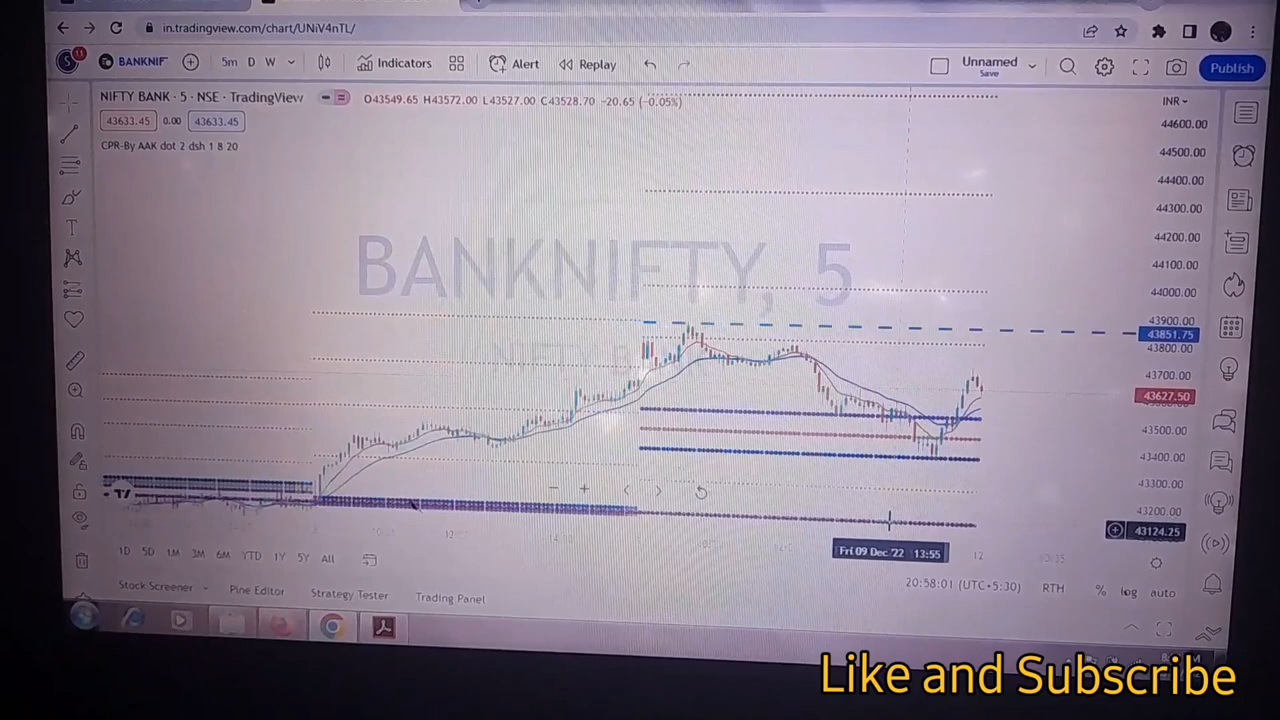 in.tradingview.com/chart/UNiV4nTL/
S 11 BANKNIF 5m D W Indicators Alert Replay Unnamed Save Publish
NIFTY BANK · 5 · NSE · TradingView O43549.65 H43572.00 L43527.00 C43528.70 -20.65 (-0.05%) INR
43633.45 0.00 43633.45
CPR-By AAK dot 2 dsh 1 8 20
BANKNIFTY, 5
44600.00
44500.00
44400.00
44300.00
44200.00
44100.00
44000.00
43900.00
43851.75
43800.00
43700.00
43627.50
43500.00
43400.00
43300.00
43200.00
43124.25
Fri 09 Dec '22 13:55 12
1D 5D 1M 3M 6M YTD 1Y 5Y All
20:58:01 (UTC+5:30) RTH % log auto
Stock Screener Pine Editor Strategy Tester Trading Panel
Like and Subscribe